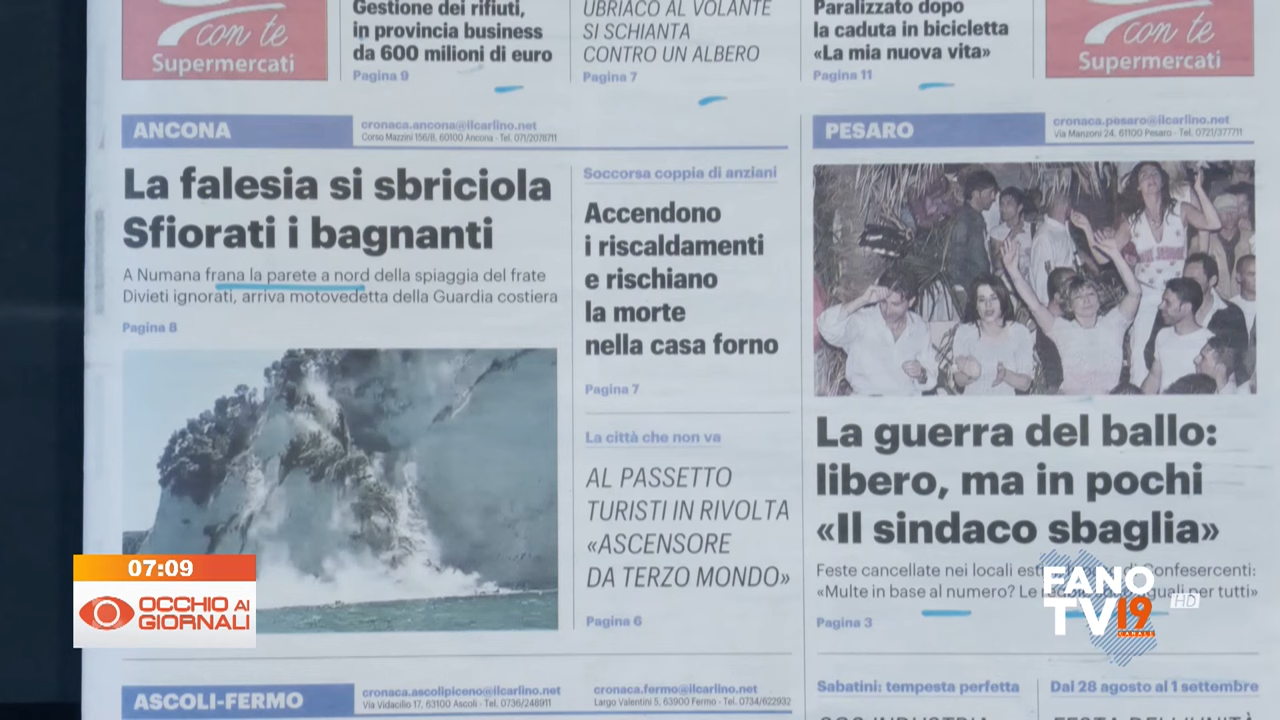 con te
Supermercati
Gestione dei rifiuti,
in provincia business
da 600 milioni di euro
Pagina 9
UBRIACO AL VOLANTE
SI SCHIANTA
CONTRO UN ALBERO
Pagina 7
Paralizzato dopo
la caduta in bicicletta
«La mia nuova vita»
Pagina 11
con te
Supermercati
ANCONA
cronaca.ancona@ilcarlino.net
Corso Mazzini 156/8, 60100 Ancona - Tel. 071/2078711
La falesia si sbriciola
Sfiorati i bagnanti
A Numana frana la parete a nord della spiaggia del frate
Divieti ignorati, arriva motovedetta della Guardia costiera
Pagina 8
Soccorsa coppia di anziani
Accendono
i riscaldamenti
e rischiano
la morte
nella casa forno
Pagina 7
La città che non va
AL PASSETTO
TURISTI IN RIVOLTA
«ASCENSORE
DA TERZO MONDO»
Pagina 6
PESARO
cronaca.pesaro@ilcarlino.net
Via Manzoni 24, 61100 Pesaro - Tel. 0721/377711
La guerra del ballo:
libero, ma in pochi
«Il sindaco sbaglia»
Feste cancellate nei locali Confesercenti:
«Multe in base al numero? Le uguali per tutti»
Pagina 3
ASCOLI-FERMO
cronaca.ascolipiceno@ilcarlino.net
Via Vidacilio 17, 63100 Ascoli - Tel. 0736/248911
cronaca.fermo@ilcarlino.net
Largo Valentini 5, 63900 Fermo - Tel. 0734/622932
Sabatini: tempesta perfetta
Dal 28 agosto al 1 settembre
07:09
OCCHIO AI
GIORNALI
FANO
TV 19
CANALE
HD